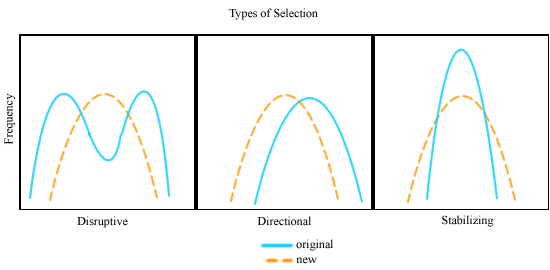 Types of Selection
Frequency
Disruptive
Directional
Stabilizing
original
new